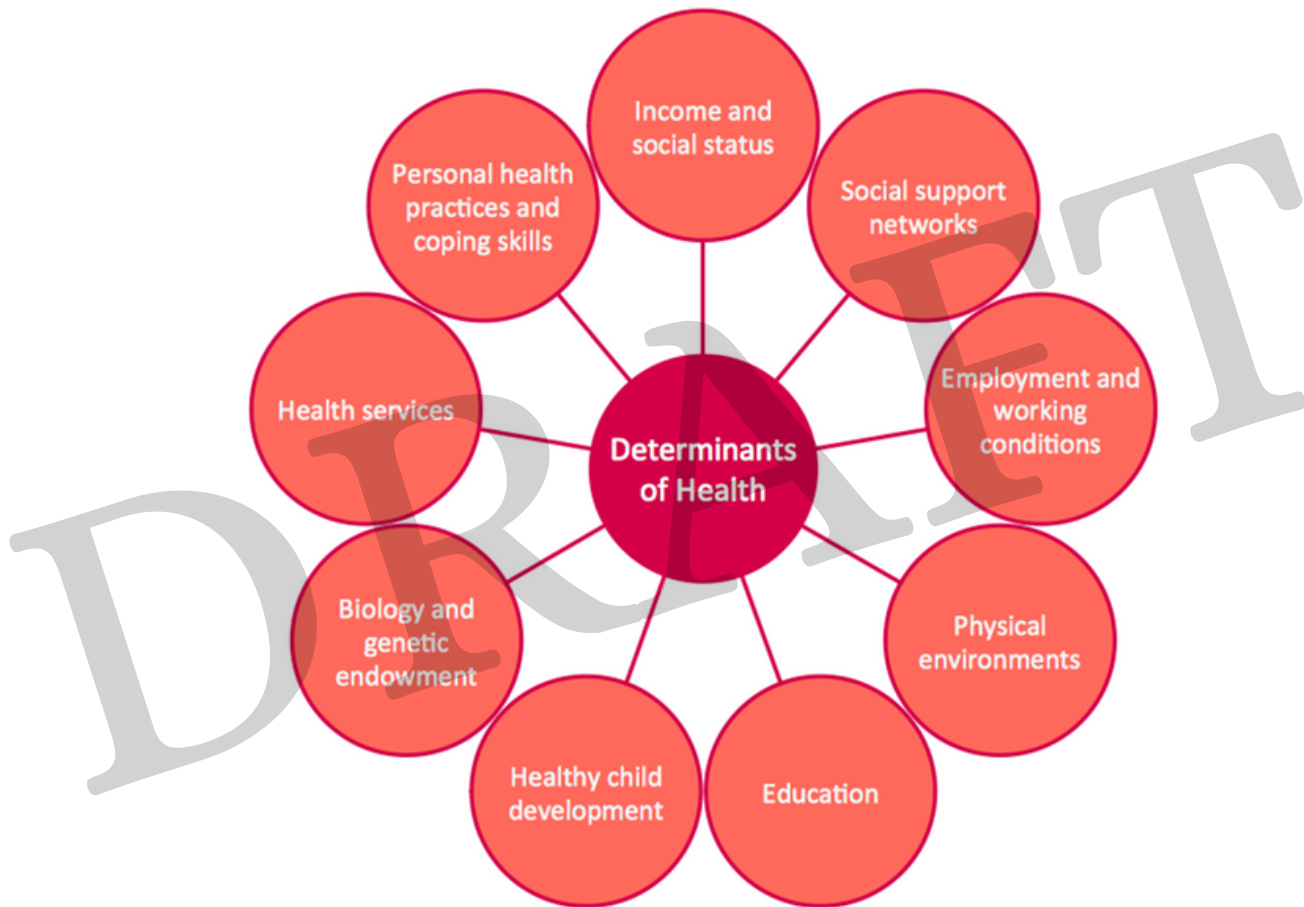 Income and
social status
Social support
networks
Employment and
working
conditions
Physical
environments
Education
Healthy child
development
Biology and
genetic
endowment
Health services
Personal health
practices and
coping skills
Determinants
of Health
DRAFT